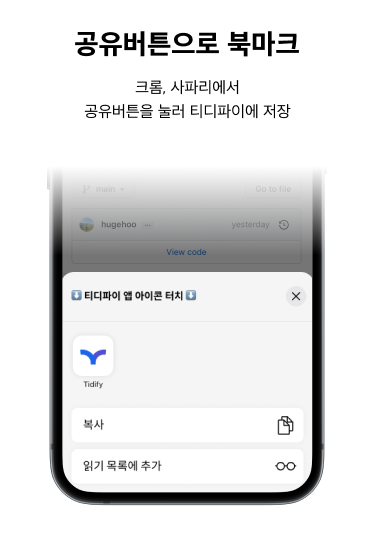 공유버튼으로 북마크
크롬, 사파리에서
공유버튼을 눌러 티디파이에 저장
main
Go to file
hugehoo ...
yesterday
View code
⬇️ 티디파이 앱 아이콘 터치 ⬇️
Tidify
복사
읽기 목록에 추가